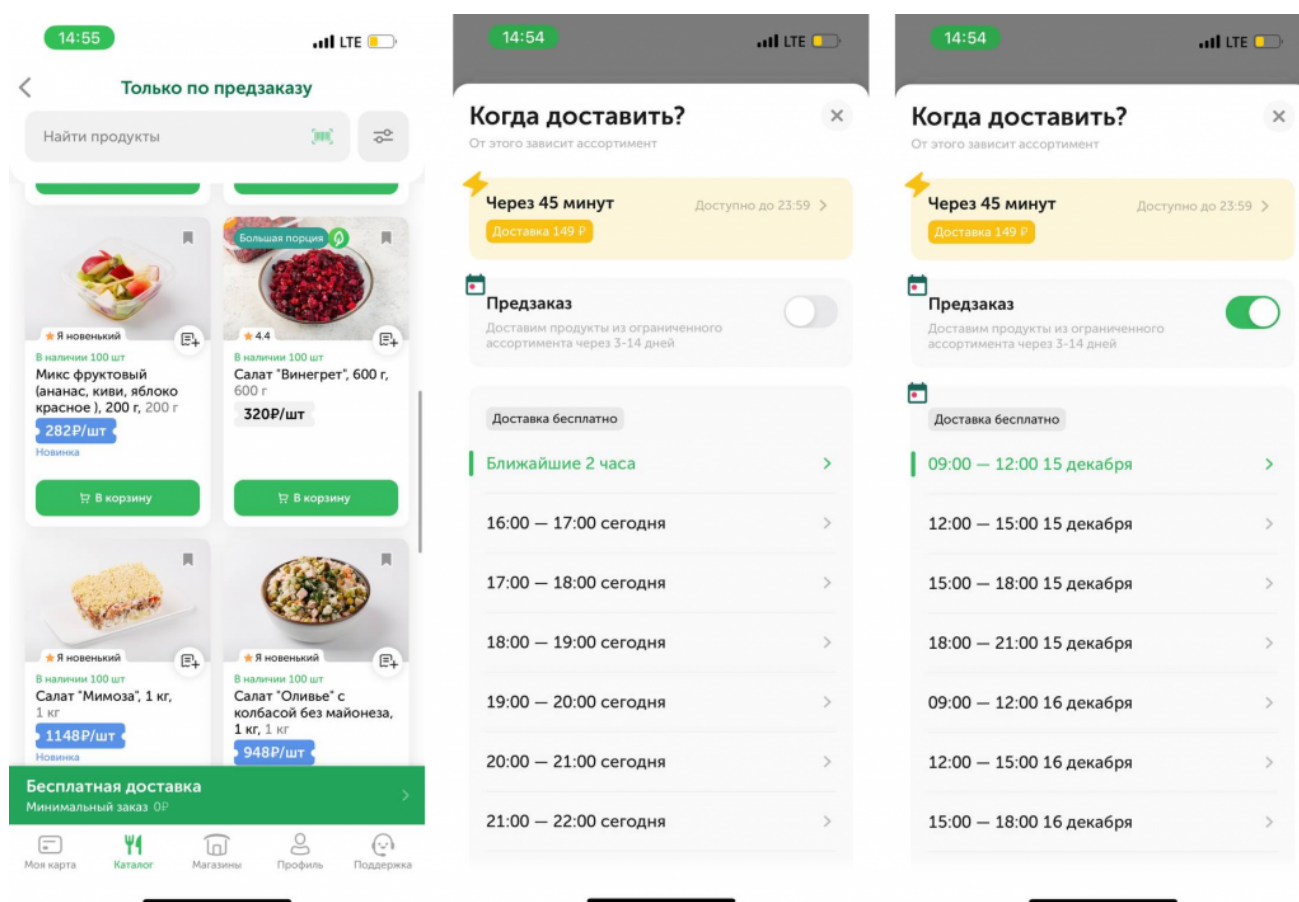 14:55
LTE
Только по предзаказу
Найти продукты
Большая порция
Я новенький
4.4
В наличии 100 шт
В наличии 100 шт
Микс фруктовый
(ананас, киви, яблоко
красное ), 200 г, 200 г
Салат "Винегрет", 600 г,
600 г
282₽/шт
320₽/шт
Новинка
В корзину
В корзину
Я новенький
Я новенький
В наличии 100 шт
В наличии 100 шт
Салат "Мимоза", 1 кг,
1 кг
Салат "Оливье" с
колбасой без майонеза,
1 кг, 1 кг
1148₽/шт
948₽/шт
Новинка
Бесплатная доставка
Минимальный заказ 0₽
Моя карта
Каталог
Магазины
Профиль
Поддержка
14:54
LTE
Когда доставить?
От этого зависит ассортимент
Через 45 минут
Доступно до 23:59
Доставка 149 ₽
Предзаказ
Доставим продукты из ограниченного
ассортимента через 3-14 дней
Доставка бесплатно
Ближайшие 2 часа
16:00 — 17:00 сегодня
17:00 — 18:00 сегодня
18:00 — 19:00 сегодня
19:00 — 20:00 сегодня
20:00 — 21:00 сегодня
21:00 — 22:00 сегодня
14:54
LTE
Когда доставить?
От этого зависит ассортимент
Через 45 минут
Доступно до 23:59
Доставка 149 ₽
Предзаказ
Доставим продукты из ограниченного
ассортимента через 3-14 дней
Доставка бесплатно
09:00 — 12:00 15 декабря
12:00 — 15:00 15 декабря
15:00 — 18:00 15 декабря
18:00 — 21:00 15 декабря
09:00 — 12:00 16 декабря
12:00 — 15:00 16 декабря
15:00 — 18:00 16 декабря